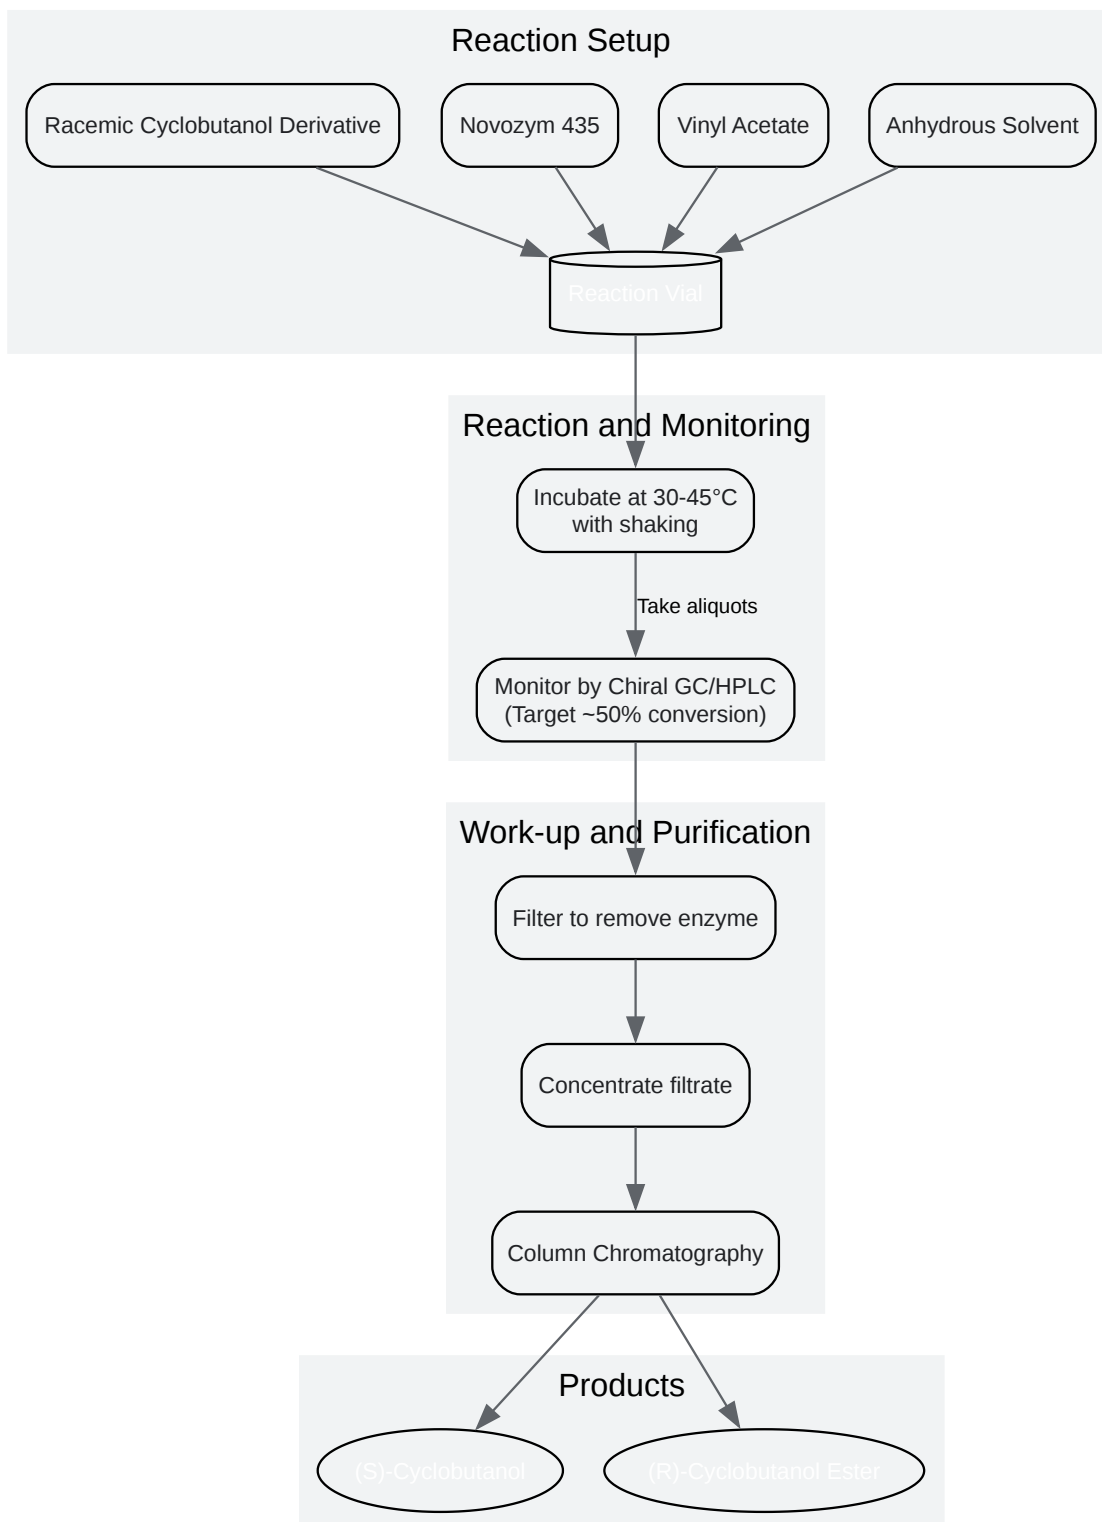 Reaction Setup
Racemic Cyclobutanol Derivative
Novozym 435
Vinyl Acetate
Anhydrous Solvent
Reaction Vial
Reaction and Monitoring
Incubate at 30-45°C
with shaking
Take aliquots
Monitor by Chiral GC/HPLC
(Target ~50% conversion)
Work-up and Purification
Filter to remove enzyme
Concentrate filtrate
Column Chromatography
Products
(S)-Cyclobutanol
(R)-Cyclobutanol Ester